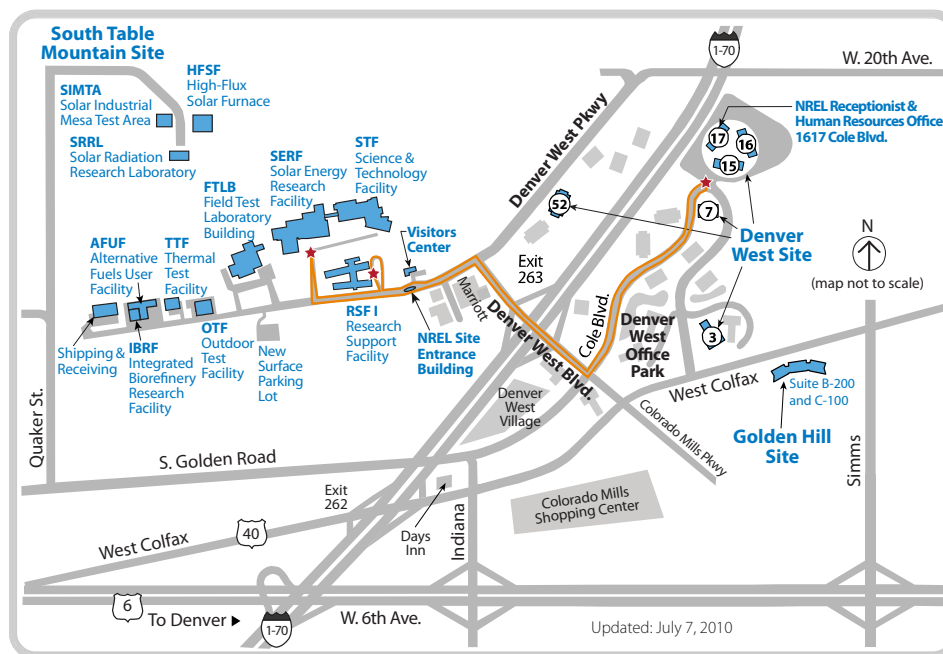 South Table
Mountain Site
SIMTA
Solar Industrial
Mesa Test Area
HFSF
High-Flux
Solar Furnace
SRRL
Solar Radiation
Research Laboratory
FTLB
Field Test
Laboratory
Building
SERF
Solar Energy
Research
Facility
STF
Science &
Technology
Facility
AFUF
Alternative
Fuels User
Facility
TTF
Thermal
Test
Facility
Visitors
Center
Shipping &
Receiving
IBRF
Integrated
Biorefinery
Research
Facility
OTF
Outdoor
Test
Facility
New
Surface
Parking
Lot
RSF I
Research
Support
Facility
NREL Site
Entrance
Building
Marriott
Denver West Pkwy
Denver West Blvd.
Exit
263
Cole Blvd.
I-70
W. 20th Ave.
NREL Receptionist &
Human Resources Office
1617 Cole Blvd.
17
16
15
52
7
3
Denver
West Site
N
(map not to scale)
Denver
West
Office
Park
Denver
West
Village
West Colfax
Suite B-200
and C-100
Golden Hill
Site
Colorado Mills Pkwy
Colorado Mills
Shopping Center
Simms
Quaker St.
S. Golden Road
Exit
262
West Colfax
40
Days
Inn
Indiana
6
To Denver
I-70
W. 6th Ave.
Updated: July 7, 2010